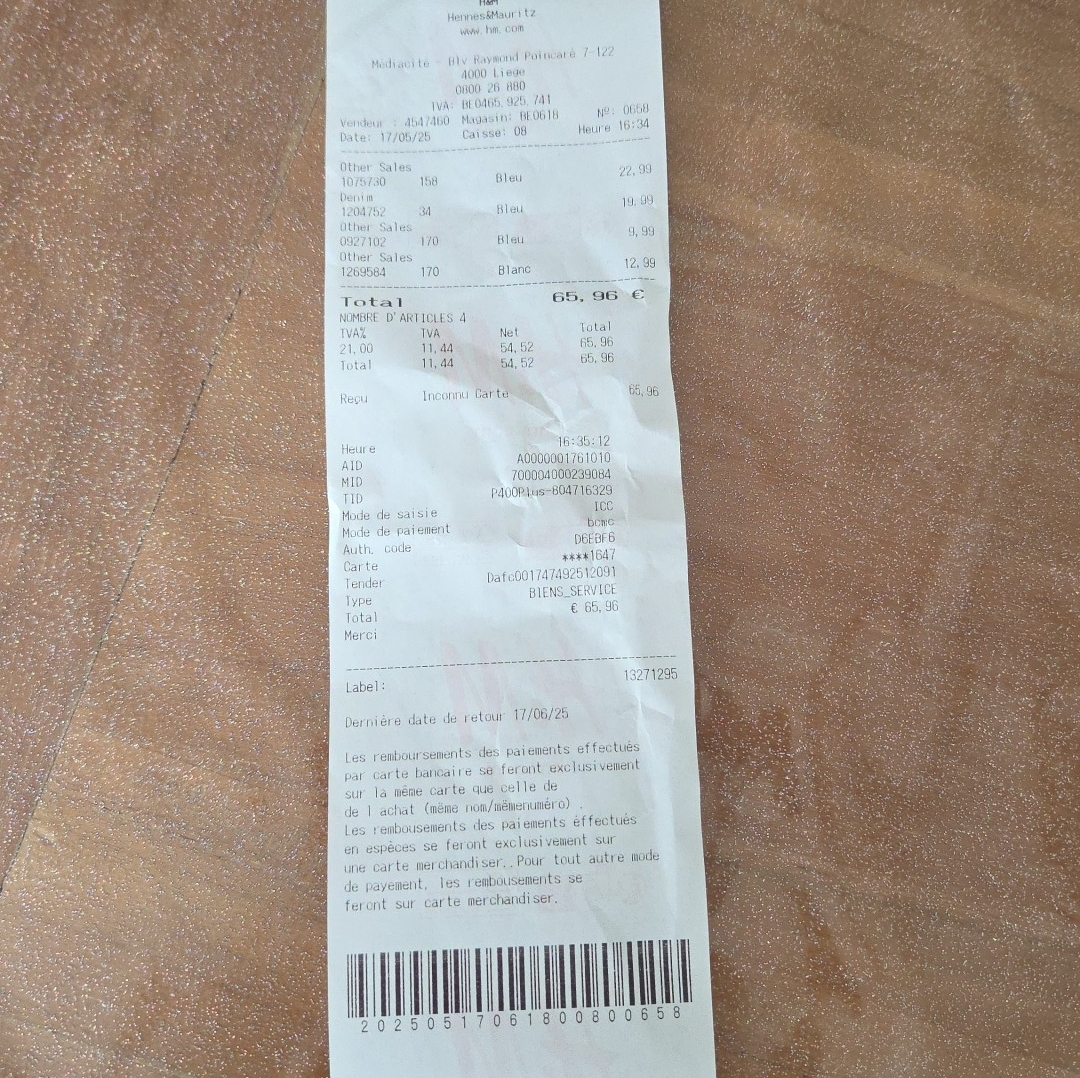 H&M
Hennes&Mauritz
www.hm.com
Médiacité - Blv Raymond Poincaré 7-122
4000 Liege
0800 26 880
TVA: BE0465.925.741
Vendeur : 4547460 Magasin: BE0618 Nº: 0658
Date: 17/05/25 Caisse: 08 Heure 16:34
Other Sales
1075730 158 Bleu 22,99
Denim
1204752 34 Bleu 19,99
Other Sales
0927102 170 Bleu 9,99
Other Sales
1269584 170 Blanc 12,99
Total 65,96 €
NOMBRE D'ARTICLES 4
TVA% TVA Net Total
21,00 11,44 54,52 65,96
Total 11,44 54,52 65,96
Reçu Inconnu Carte 65,96
Heure 16:35:12
AID A0000001761010
MID 700004000239084
TID P400Plus-804716329
Mode de saisie ICC
Mode de paiement bcmc
Auth. code D6EBF6
Carte ****1647
Tender Dafc001747492512091
Type BIENS_SERVICE
Total € 65,96
Merci
Label: 13271295
Dernière date de retour 17/06/25
Les remboursements des paiements effectués
par carte bancaire se feront exclusivement
sur la même carte que celle de
de l achat (même nom/mêmenuméro) .
Les rembousements des paiements éffectués
en espèces se feront exclusivement sur
une carte merchandiser..Pour tout autre mode
de payement, les rembousements se
feront sur carte merchandiser.
20250517061800800658